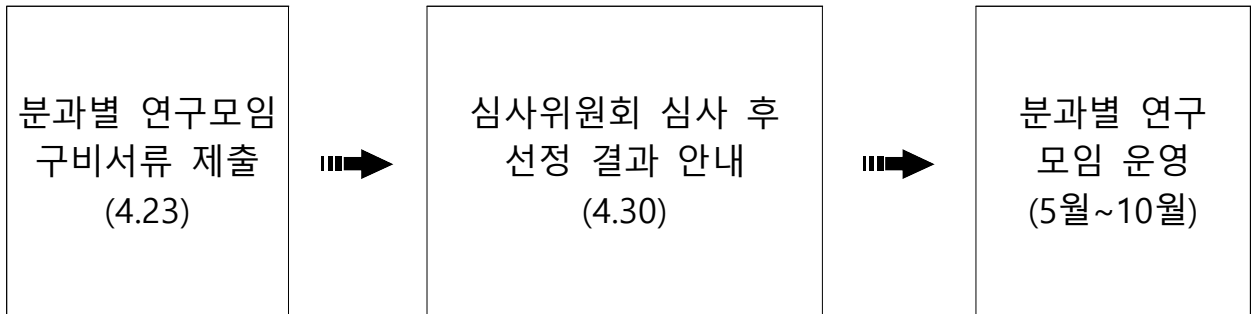 분과별 연구모임
구비서류 제출
(4.23)
심사위원회 심사 후
선정 결과 안내
(4.30)
분과별 연구
모임 운영
(5월~10월)